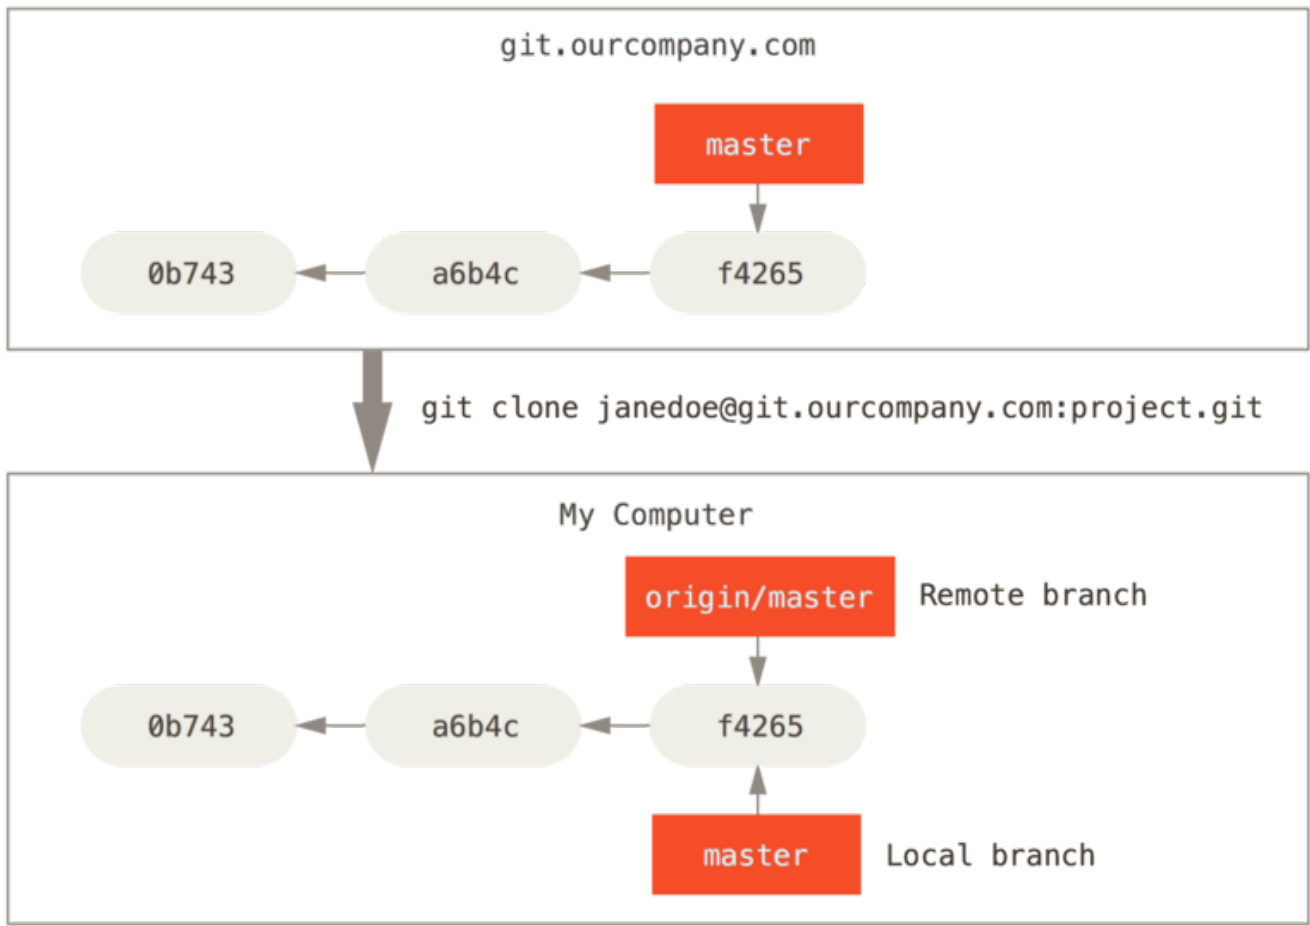 git.ourcompany.com
master
0b743 a6b4c f4265
git clone janedoe@git.ourcompany.com:project.git
My Computer
origin/master Remote branch
0b743 a6b4c f4265
master Local branch